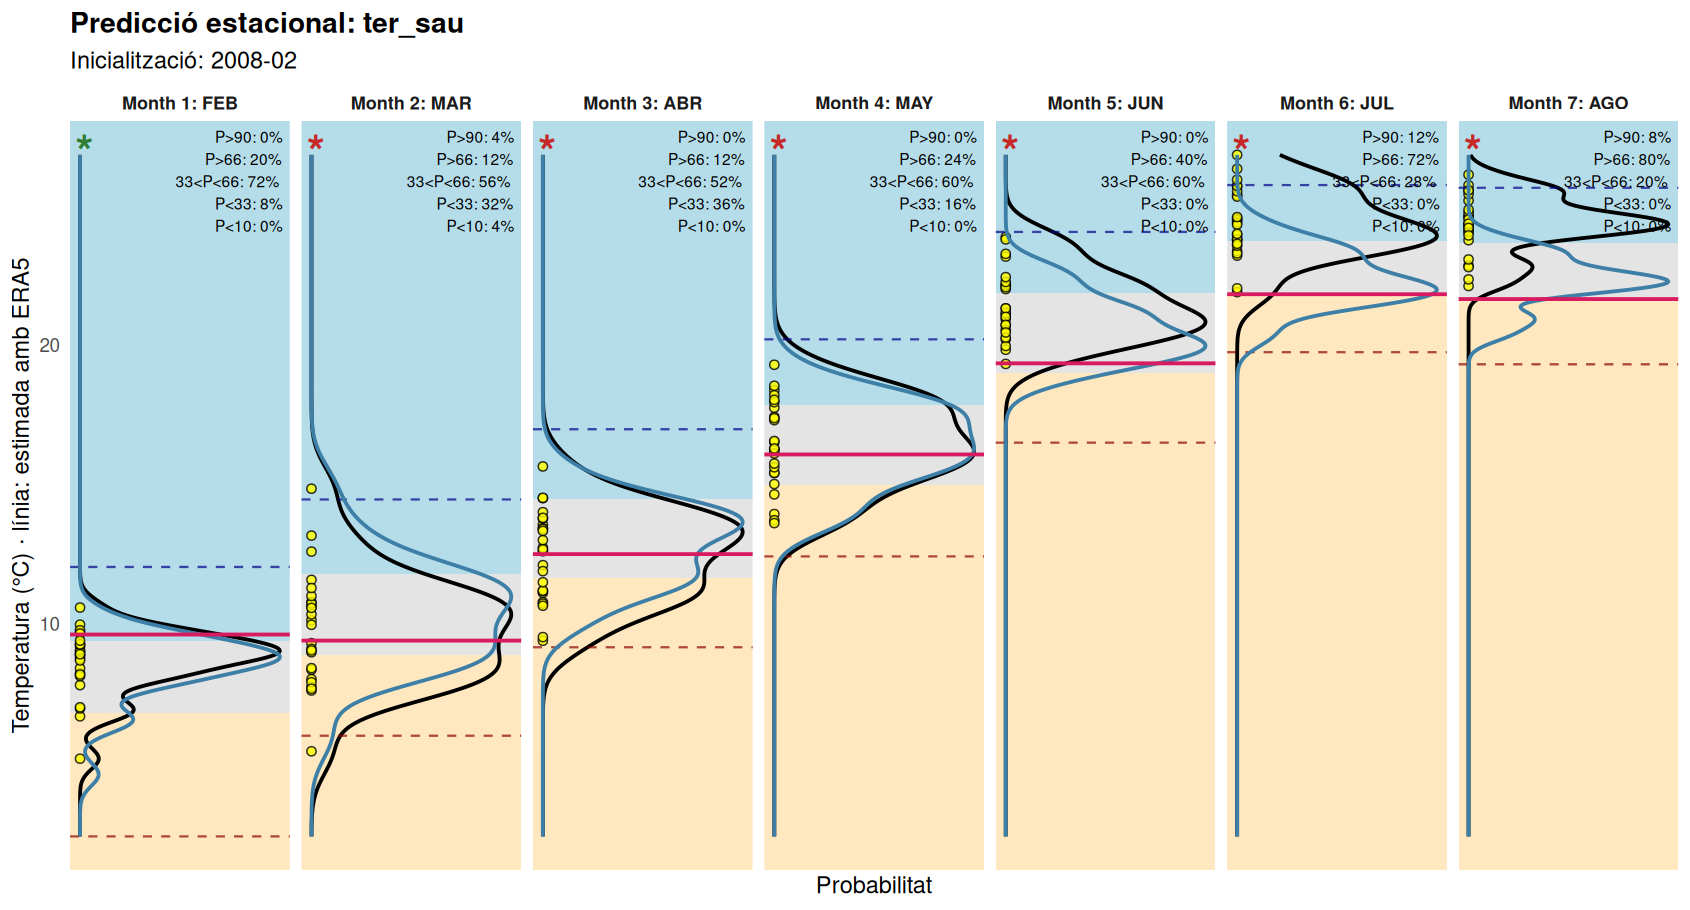 Predicció estacional: ter_sau
Inicialització: 2008-02
Month 1: FEB
P>90: 0%
P>66: 20%
33<P<66: 72%
P<33: 8%
P<10: 0%
Month 2: MAR
P>90: 4%
P>66: 12%
33<P<66: 56%
P<33: 32%
P<10: 4%
Month 3: ABR
P>90: 0%
P>66: 12%
33<P<66: 52%
P<33: 36%
P<10: 0%
Month 4: MAY
P>90: 0%
P>66: 24%
33<P<66: 60%
P<33: 16%
P<10: 0%
Month 5: JUN
P>90: 0%
P>66: 40%
33<P<66: 60%
P<33: 0%
P<10: 0%
Month 6: JUL
P>90: 12%
P>66: 72%
33<P<66: 28%
P<33: 0%
P<10: 0%
Month 7: AGO
P>90: 8%
P>66: 80%
33<P<66: 20%
P<33: 0%
P<10: 0%
Temperatura (°C) · línia: estimada amb ERA5
20
10
Probabilitat